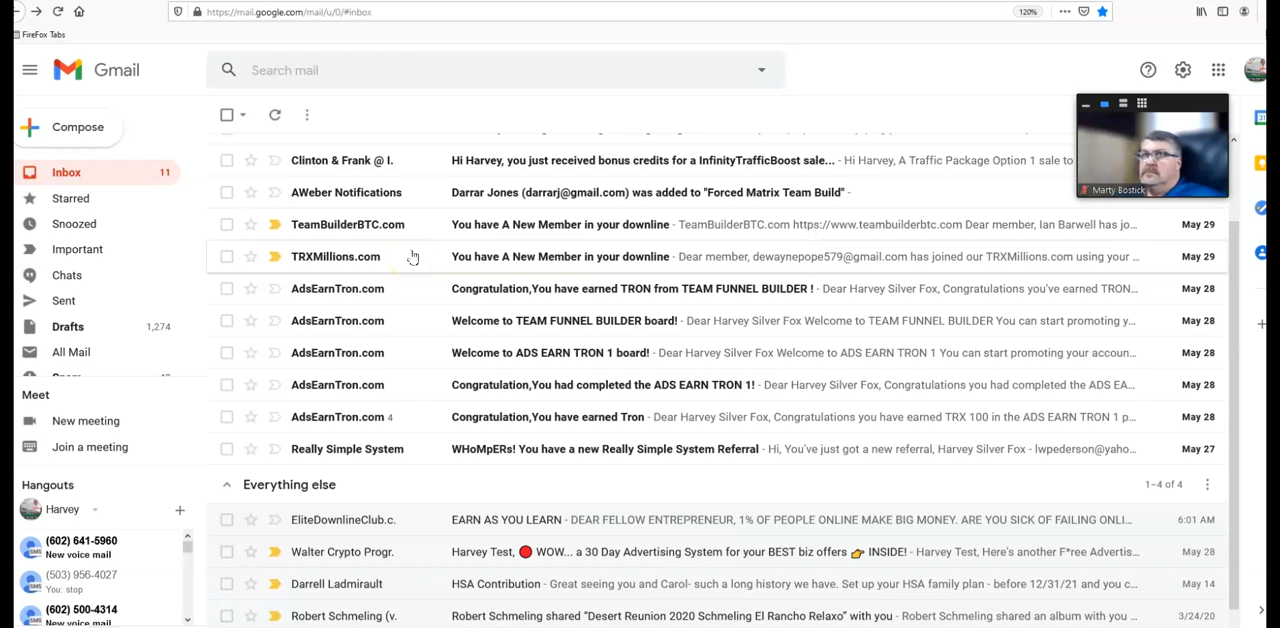 https://mail.google.com/mail/u/0/#inbox
120%
FireFox Tabs
Gmail
Search mail
Compose
Inbox 11
Starred
Snoozed
Important
Chats
Sent
Drafts 1,274
All Mail
Meet
New meeting
Join a meeting
Hangouts
Harvey
(602) 641-5960
New voice mail
(503) 956-4027
You: stop
(602) 500-4314
New voice mail
Clinton & Frank @ I. Hi Harvey, you just received bonus credits for a InfinityTrafficBoost sale... - Hi Harvey, A Traffic Package Option 1 sale to
AWeber Notifications Darrar Jones (darrarj@gmail.com) was added to "Forced Matrix Team Build" -
TeamBuilderBTC.com You have A New Member in your downline - TeamBuilderBTC.com https://www.teambuilderbtc.com Dear member, Ian Barwell has jo... May 29
TRXMillions.com You have A New Member in your downline - Dear member, dewaynepope579@gmail.com has joined our TRXMillions.com using your ... May 29
AdsEarnTron.com Congratulation,You have earned TRON from TEAM FUNNEL BUILDER ! - Dear Harvey Silver Fox, Congratulations you've earned TRON... May 28
AdsEarnTron.com Welcome to TEAM FUNNEL BUILDER board! - Dear Harvey Silver Fox Welcome to TEAM FUNNEL BUILDER You can start promoting y... May 28
AdsEarnTron.com Welcome to ADS EARN TRON 1 board! - Dear Harvey Silver Fox Welcome to ADS EARN TRON 1 You can start promoting your accoun... May 28
AdsEarnTron.com Congratulation,You had completed the ADS EARN TRON 1! - Dear Harvey Silver Fox, Congratulations you had completed the ADS EA... May 28
AdsEarnTron.com 4 Congratulation,You have earned Tron - Dear Harvey Silver Fox, Congratulations you have earned TRX 100 in the ADS EARN TRON 1 p... May 28
Really Simple System WHoMpERs! You have a new Really Simple System Referral - Hi, You've just got a new referral, Harvey Silver Fox - lwpederson@yaho... May 27
Everything else 1–4 of 4
EliteDownlineClub.c. EARN AS YOU LEARN - DEAR FELLOW ENTREPRENEUR, 1% OF PEOPLE ONLINE MAKE BIG MONEY. ARE YOU SICK OF FAILING ONLI... 6:01 AM
Walter Crypto Progr. Harvey Test, 🔴 WOW... a 30 Day Advertising System for your BEST biz offers 👉 INSIDE! - Harvey Test, Here's another F*ree Advertis... May 28
Darrell Ladmirault HSA Contribution - Great seeing you and Carol- such a long history we have. Set up your HSA family plan - before 12/31/21 and you c... May 14
Robert Schmeling (v. Robert Schmeling shared “Desert Reunion 2020 Schmeling El Rancho Relaxo” with you - Robert Schmeling shared an album with you ... 3/24/20
Marty Bostick